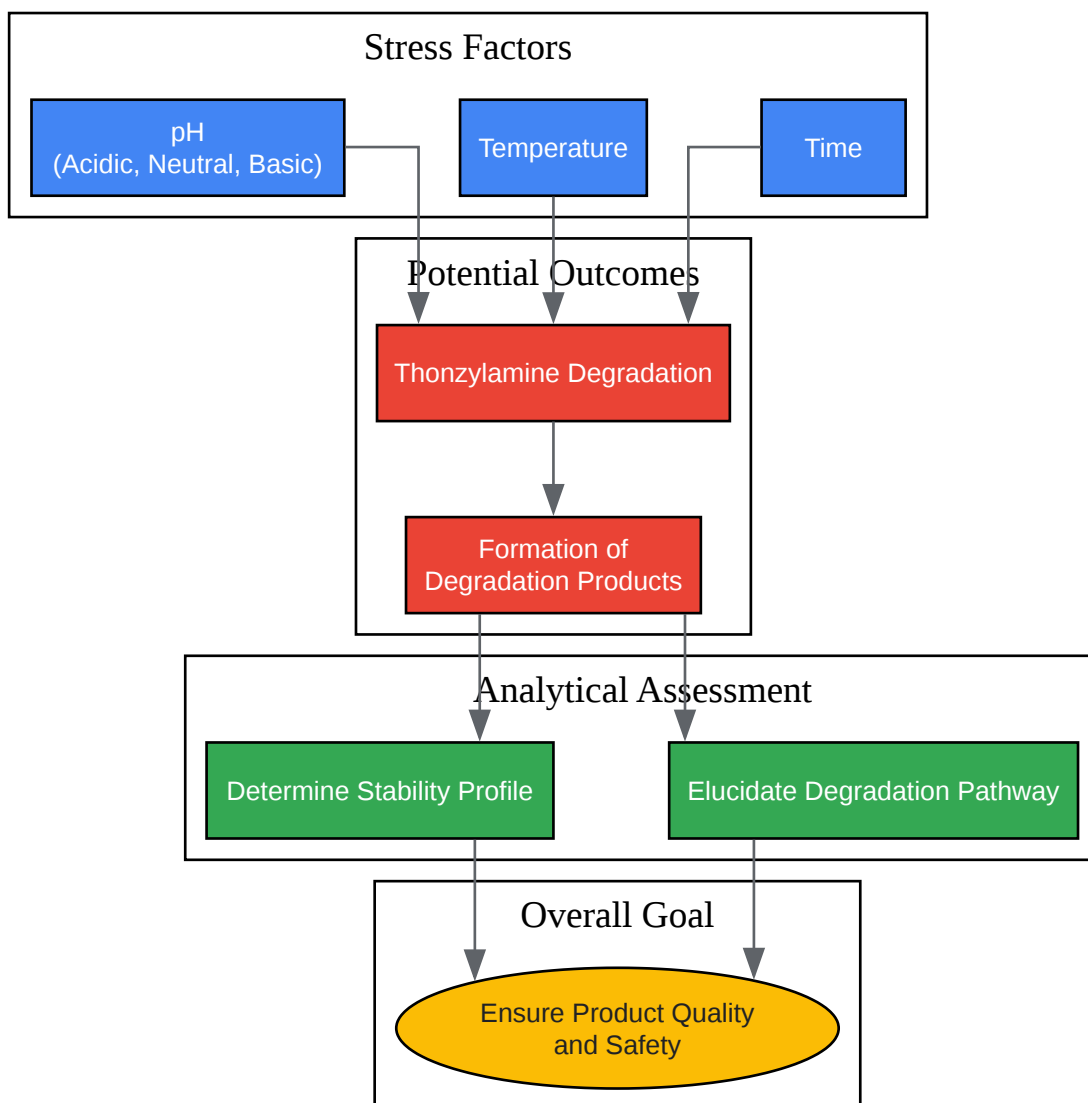 Stress Factors
pH
(Acidic, Neutral, Basic)
Temperature
Time
Potential Outcomes
Thonzylamine Degradation
Formation of
Degradation Products
Analytical Assessment
Determine Stability Profile
Elucidate Degradation Pathway
Overall Goal
Ensure Product Quality
and Safety